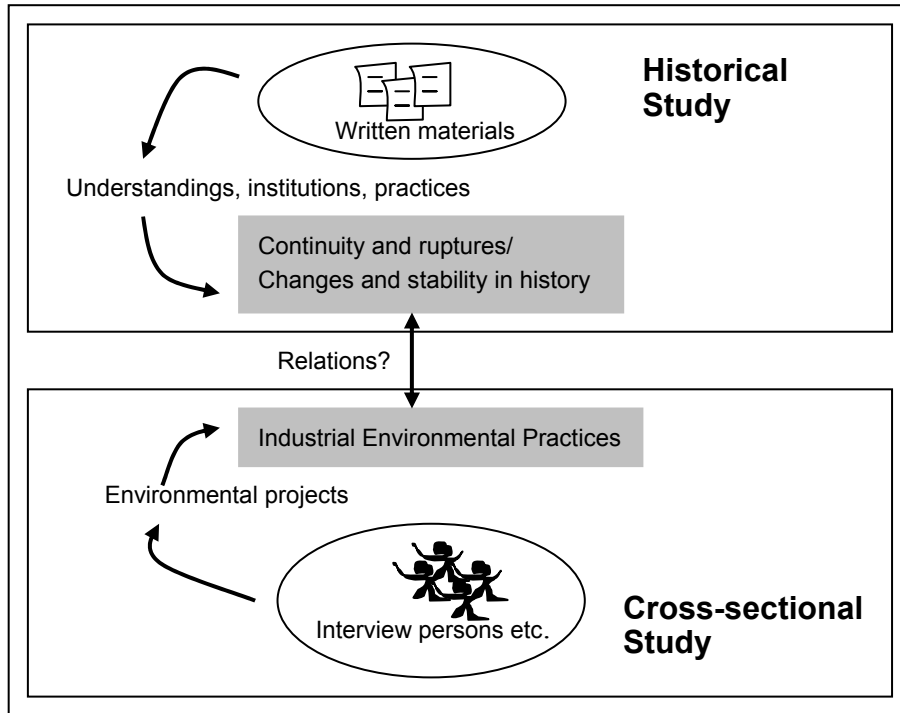 Historical
Study
Written materials
Understandings, institutions, practices
Continuity and ruptures/
Changes and stability in history
Relations?
Industrial Environmental Practices
Environmental projects
Interview persons etc.
Cross-sectional
Study